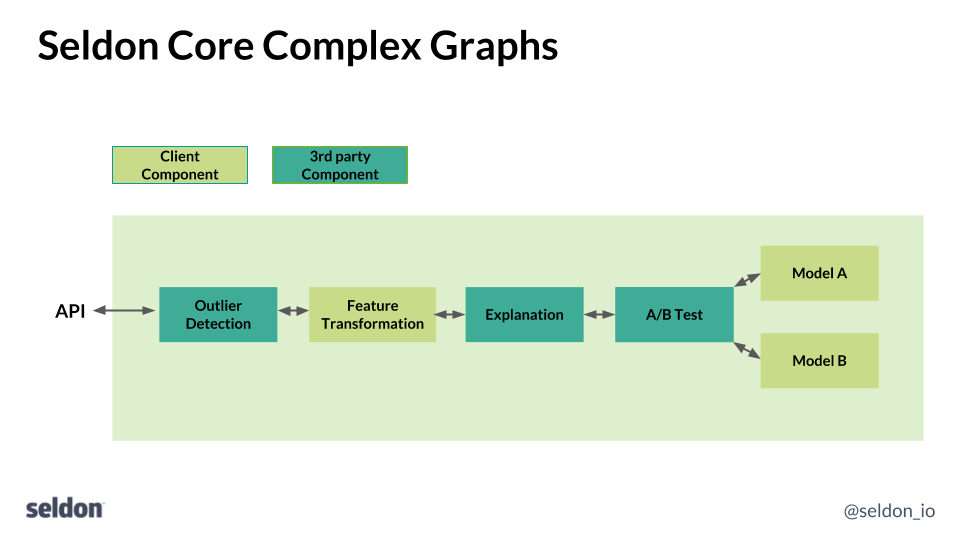 Seldon Core Complex Graphs
Client
Component
3rd party
Component
API
Outlier
Detection
Feature
Transformation
Explanation
A/B Test
Model A
Model B
seldon
@seldon_io